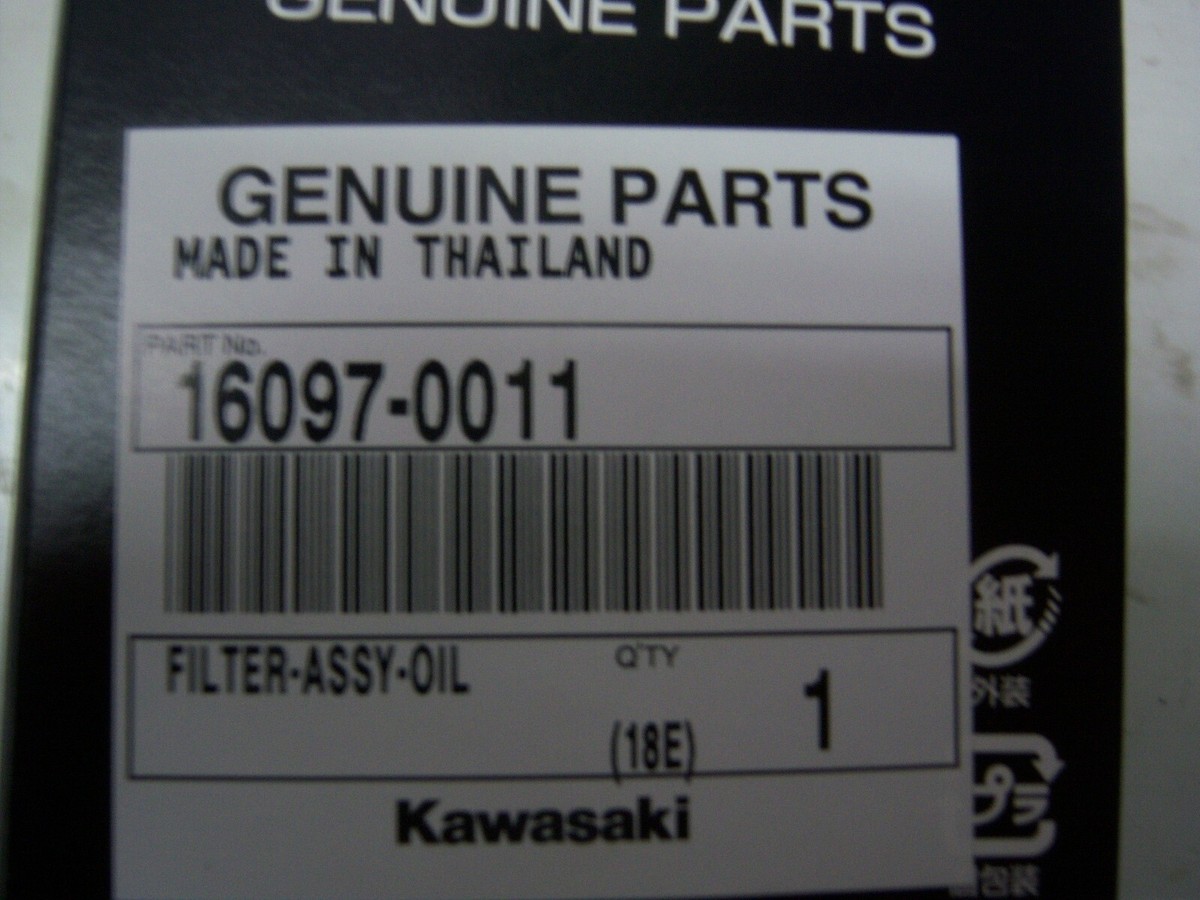 GENUINE PARTS
GENUINE PARTS
MADE IN THAILAND
PART No.
16097-0011
FILTER-ASSY-OIL
Q'TY
1
(18E)
Kawasaki
紙
外装
プラ
包装